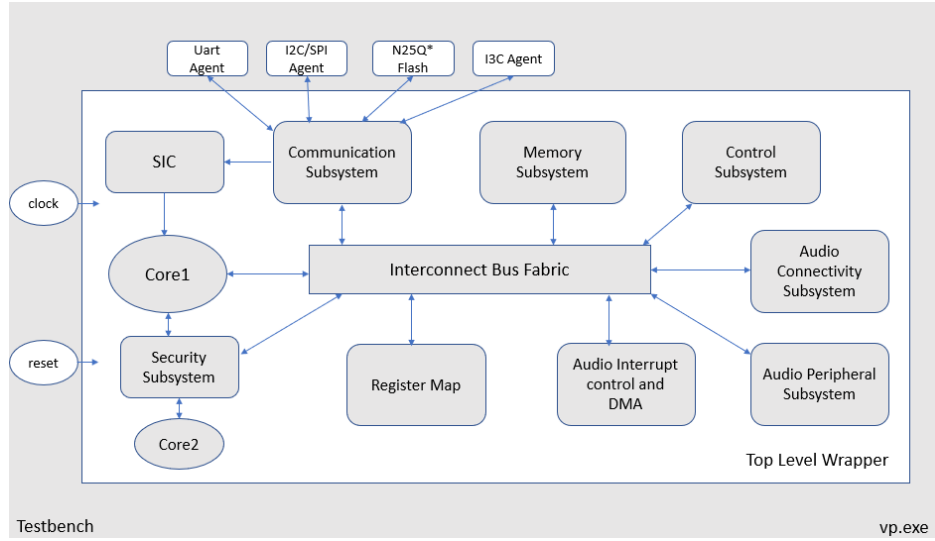 Uart
Agent
I2C/SPI
Agent
N25Q*
Flash
I3C Agent
SIC
Communication
Subsystem
Memory
Subsystem
Control
Subsystem
clock
Core1
Interconnect Bus Fabric
Audio
Connectivity
Subsystem
reset
Security
Subsystem
Register Map
Audio Interrupt
control and
DMA
Audio Peripheral
Subsystem
Core2
Top Level Wrapper
Testbench
vp.exe